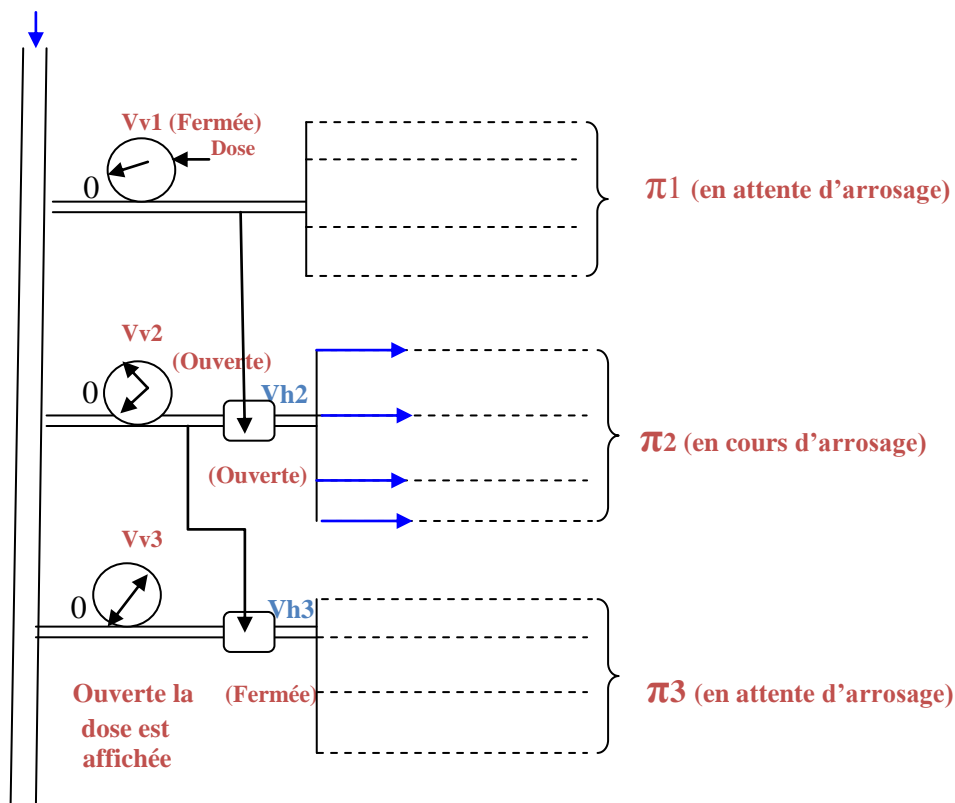 Vv1 (Fermée)
Dose
0
π1 (en attente d’arrosage)
Vv2
(Ouverte)
0
Vh2
π2 (en cours d’arrosage)
(Ouverte)
Vv3
0
Vh3
Ouverte la
dose est
affichée
(Fermée)
π3 (en attente d’arrosage)